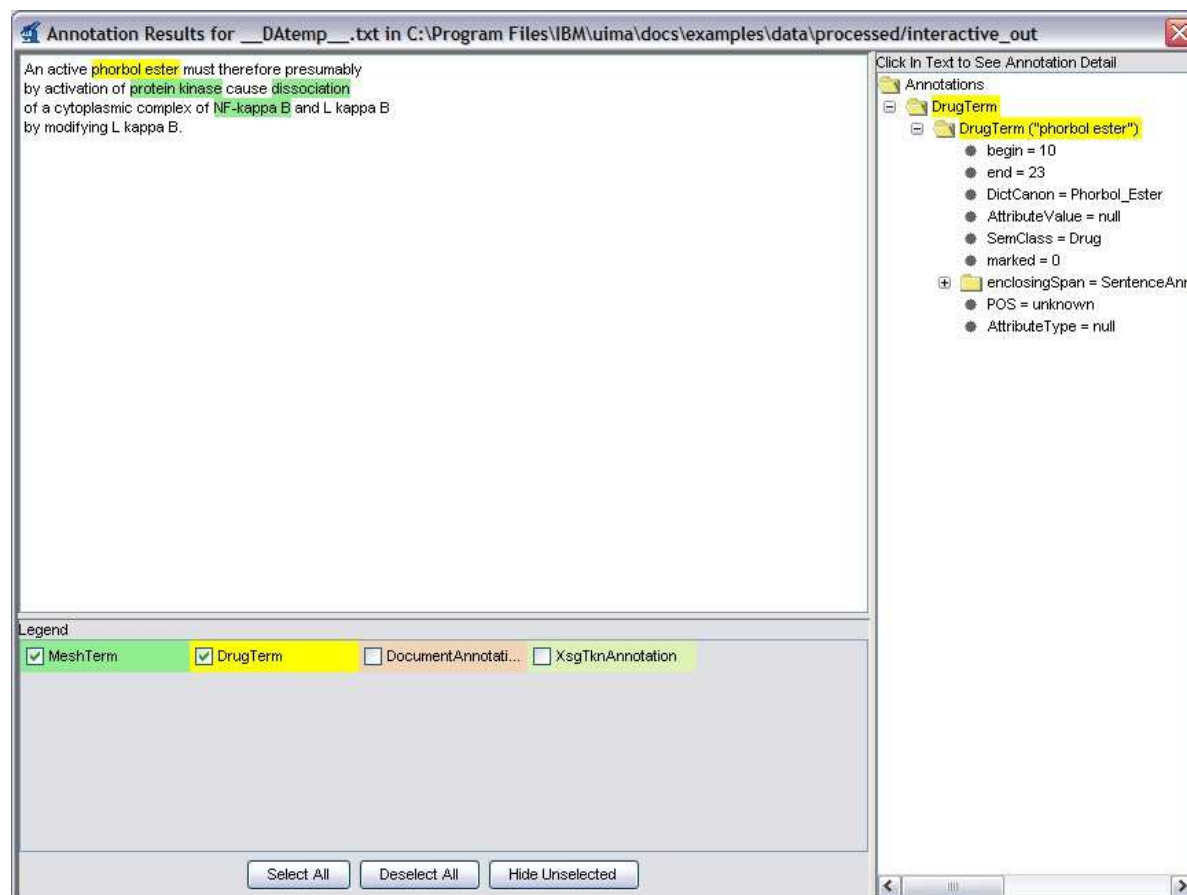 Annotation Results for __DAtemp__.txt in C:\Program Files\IBM\uima\docs\examples\data\processed/interactive_out
An active phorbol ester must therefore presumably
by activation of protein kinase cause dissociation
of a cytoplasmic complex of NF-kappa B and L kappa B
by modifying L kappa B.
Click In Text to See Annotation Detail
Annotations
DrugTerm
DrugTerm ("phorbol ester")
begin = 10
end = 23
DictCanon = Phorbol_Ester
AttributeValue = null
SemClass = Drug
marked = 0
enclosingSpan = SentenceAnr
POS = unknown
AttributeType = null
Legend
MeshTerm
DrugTerm
DocumentAnnotati...
XsgTknAnnotation
Select All
Deselect All
Hide Unselected